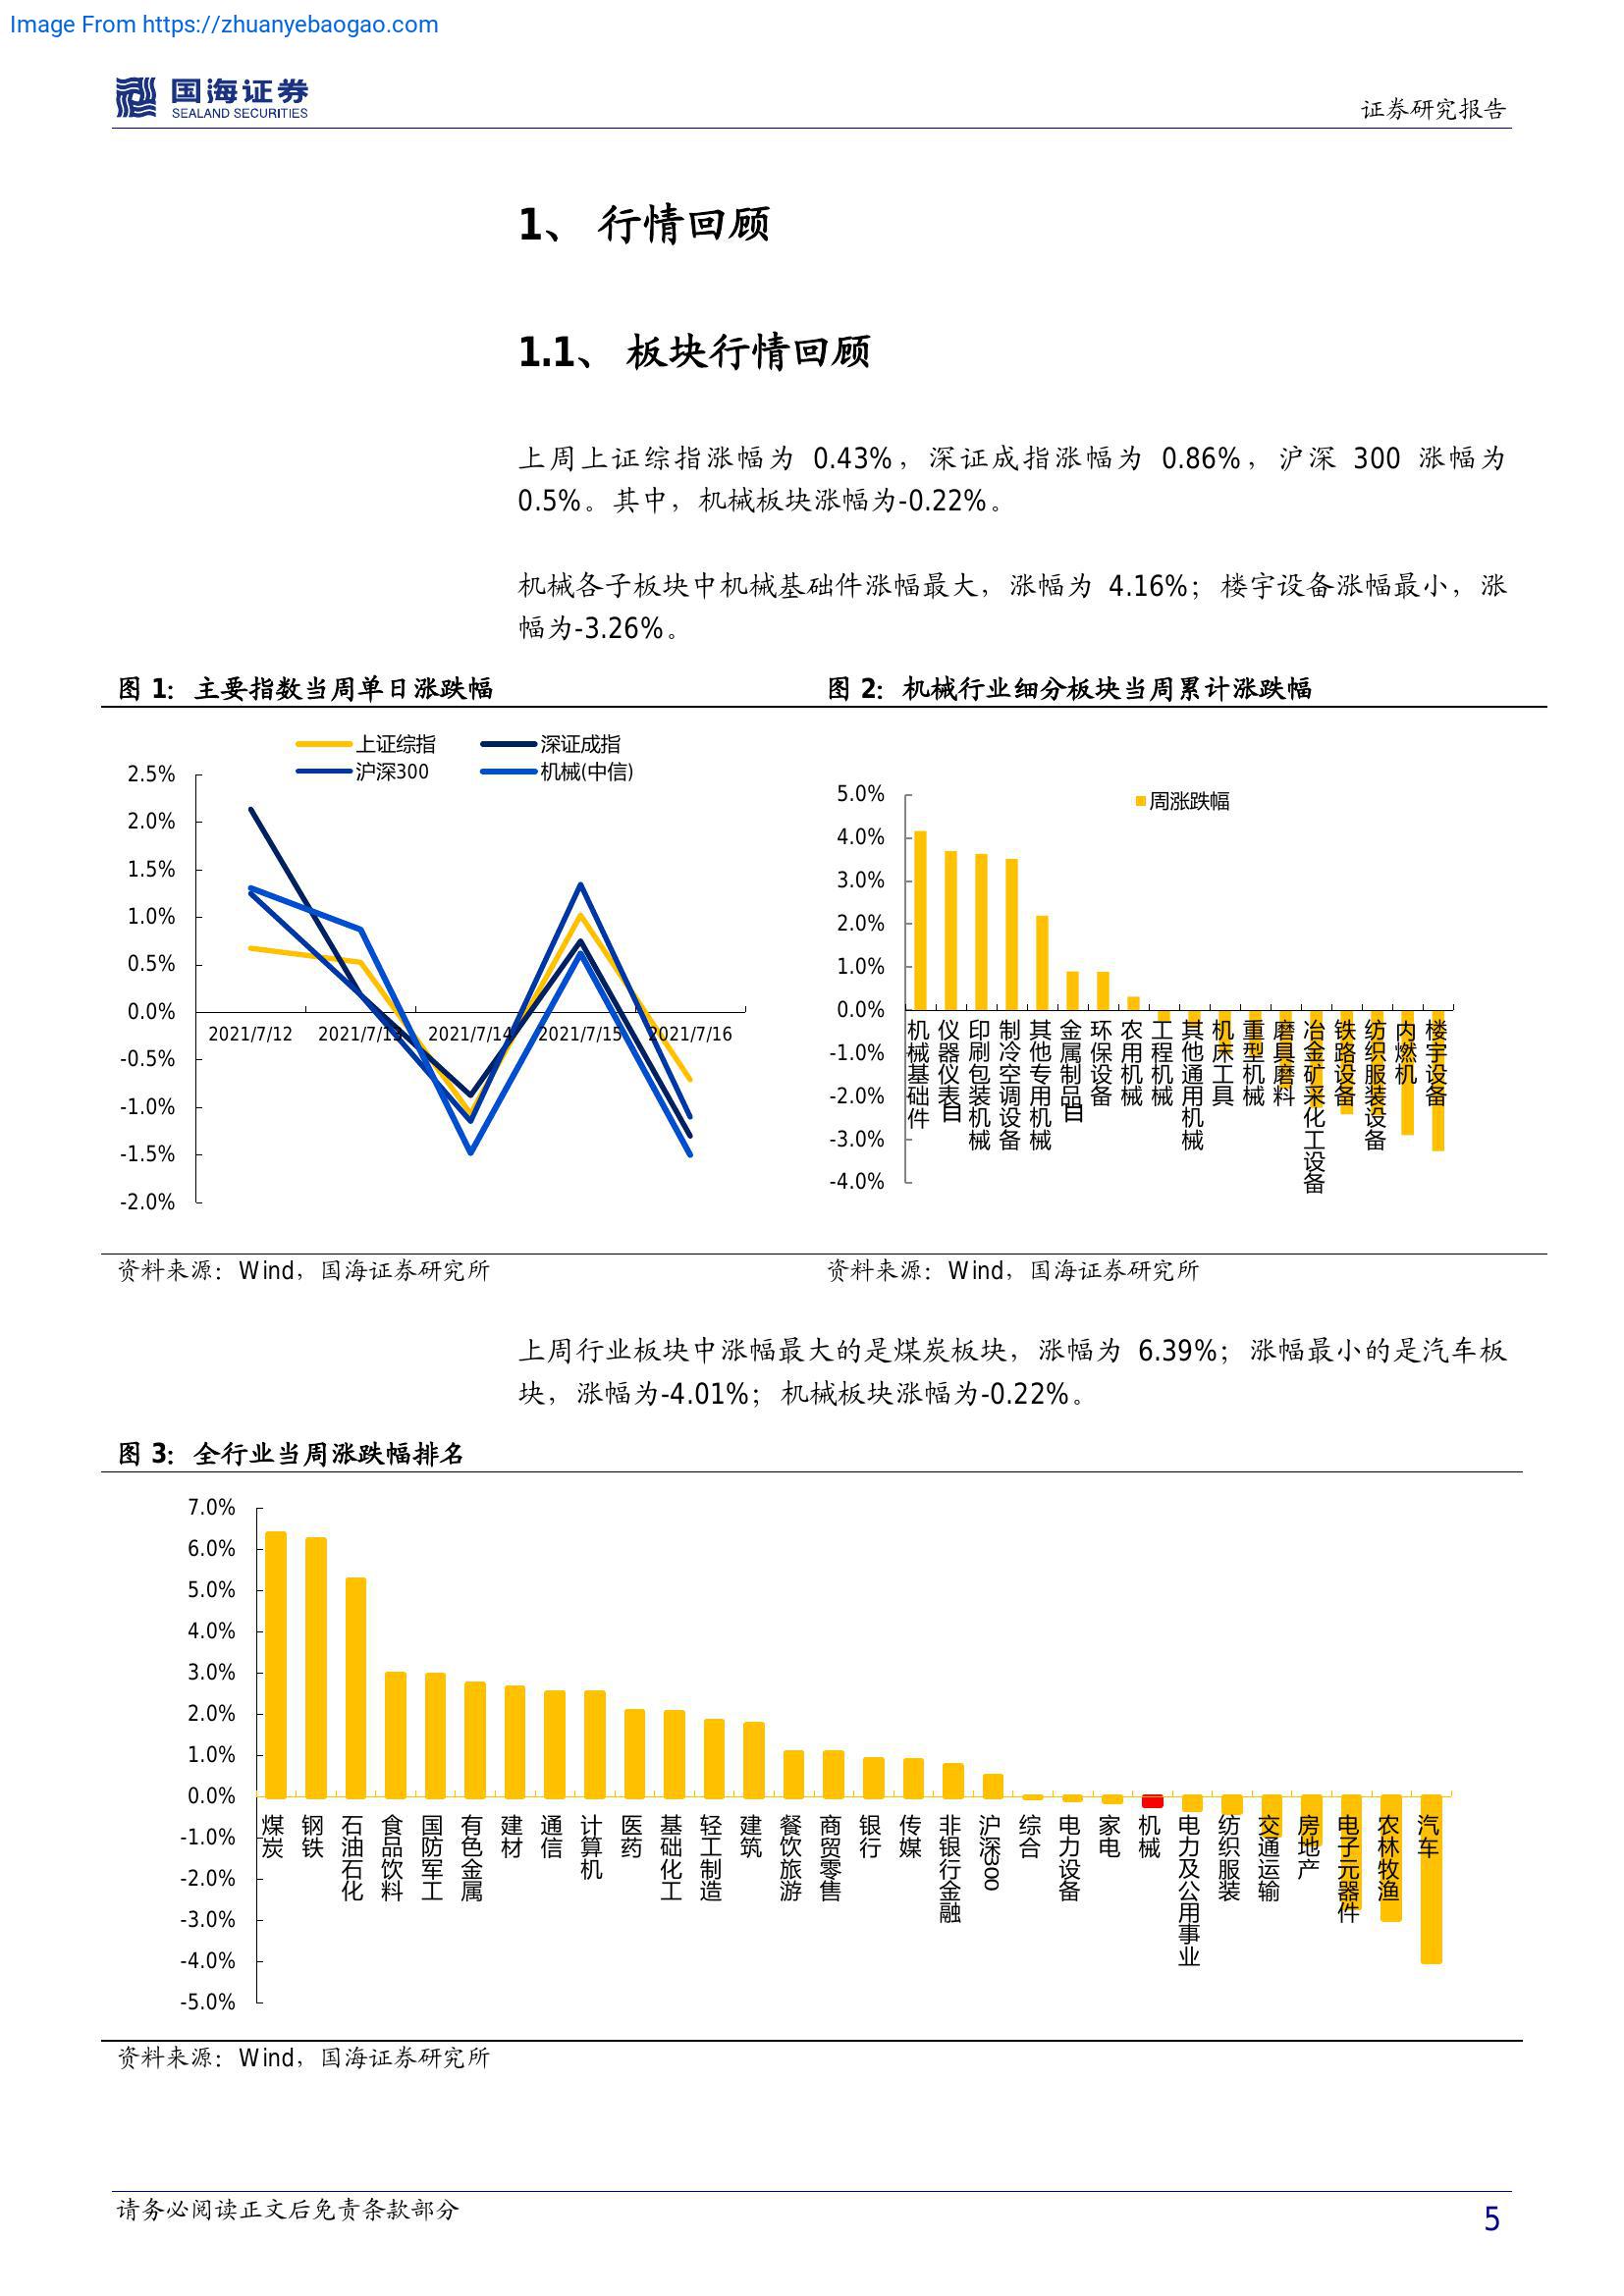 Image From https://zhuanyebaogao.com
国海证券
SEALAND SECURITIES
证券研究报告
1、 行情回顾
1.1、 板块行情回顾
上周上证综指涨幅为 0.43%，深证成指涨幅为 0.86%，沪深 300 涨幅为
0.5%。其中，机械板块涨幅为-0.22%。
机械各子板块中机械基础件涨幅最大，涨幅为 4.16%；楼宇设备涨幅最小，涨
幅为-3.26%。
图 1：主要指数当周单日涨跌幅
上证综指
深证成指
沪深300
机械(中信)
2.5%
2.0%
1.5%
1.0%
0.5%
0.0%
-0.5%
-1.0%
-1.5%
-2.0%
2021/7/12
2021/7/13
2021/7/14
2021/7/15
2021/7/16
资料来源：Wind，国海证券研究所
图 2：机械行业细分板块当周累计涨跌幅
周涨跌幅
5.0%
4.0%
3.0%
2.0%
1.0%
0.0%
-1.0%
-2.0%
-3.0%
-4.0%
机械基础件
仪器仪表Ⅲ
印刷包装机械
制冷空调设备
其他专用机械
金属制品Ⅲ
环保设备
农用机械
工程机械
其他通用机械
机床工具
重型机械
磨具磨料
冶金矿采化工设备
铁路设备
纺织服装设备
内燃机
楼宇设备
资料来源：Wind，国海证券研究所
上周行业板块中涨幅最大的是煤炭板块，涨幅为 6.39%；涨幅最小的是汽车板
块，涨幅为-4.01%；机械板块涨幅为-0.22%。
图 3：全行业当周涨跌幅排名
7.0%
6.0%
5.0%
4.0%
3.0%
2.0%
1.0%
0.0%
-1.0%
-2.0%
-3.0%
-4.0%
-5.0%
煤炭
钢铁
石油石化
食品饮料
国防军工
有色金属
建材
通信
计算机
医药
基础化工
轻工制造
建筑
餐饮旅游
商贸零售
银行
传媒
非银行金融
沪深300
综合
电力设备
家电
机械
电力及公用事业
纺织服装
交通运输
房地产
电子元器件
农林牧渔
汽车
资料来源：Wind，国海证券研究所
请务必阅读正文后免责条款部分
5